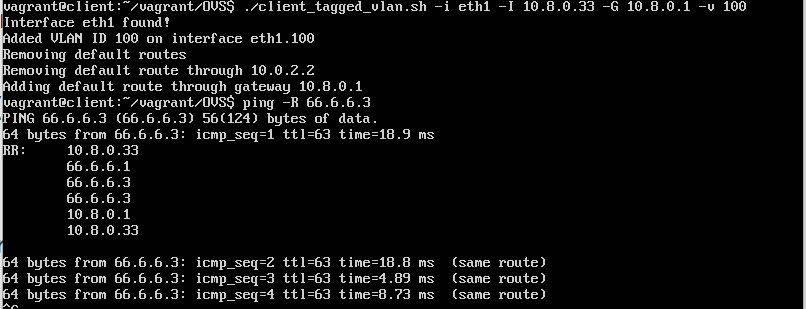 vagrant@client:~/vagrant/OVS$ ./client_tagged_vlan.sh -i eth1 -I 10.8.0.33 -G 10.8.0.1 -v 100
Interface eth1 found!
Added VLAN ID 100 on interface eth1.100
Removing default routes
Removing default route through 10.0.2.2
Adding default route through gateway 10.8.0.1
vagrant@client:~/vagrant/OVS$ ping -R 66.6.6.3
PING 66.6.6.3 (66.6.6.3) 56(124) bytes of data.
64 bytes from 66.6.6.3: icmp_seq=1 ttl=63 time=18.9 ms
RR: 10.8.0.33
66.6.6.1
66.6.6.3
66.6.6.3
10.8.0.1
10.8.0.33
64 bytes from 66.6.6.3: icmp_seq=2 ttl=63 time=18.8 ms (same route)
64 bytes from 66.6.6.3: icmp_seq=3 ttl=63 time=4.89 ms (same route)
64 bytes from 66.6.6.3: icmp_seq=4 ttl=63 time=8.73 ms (same route)
^C